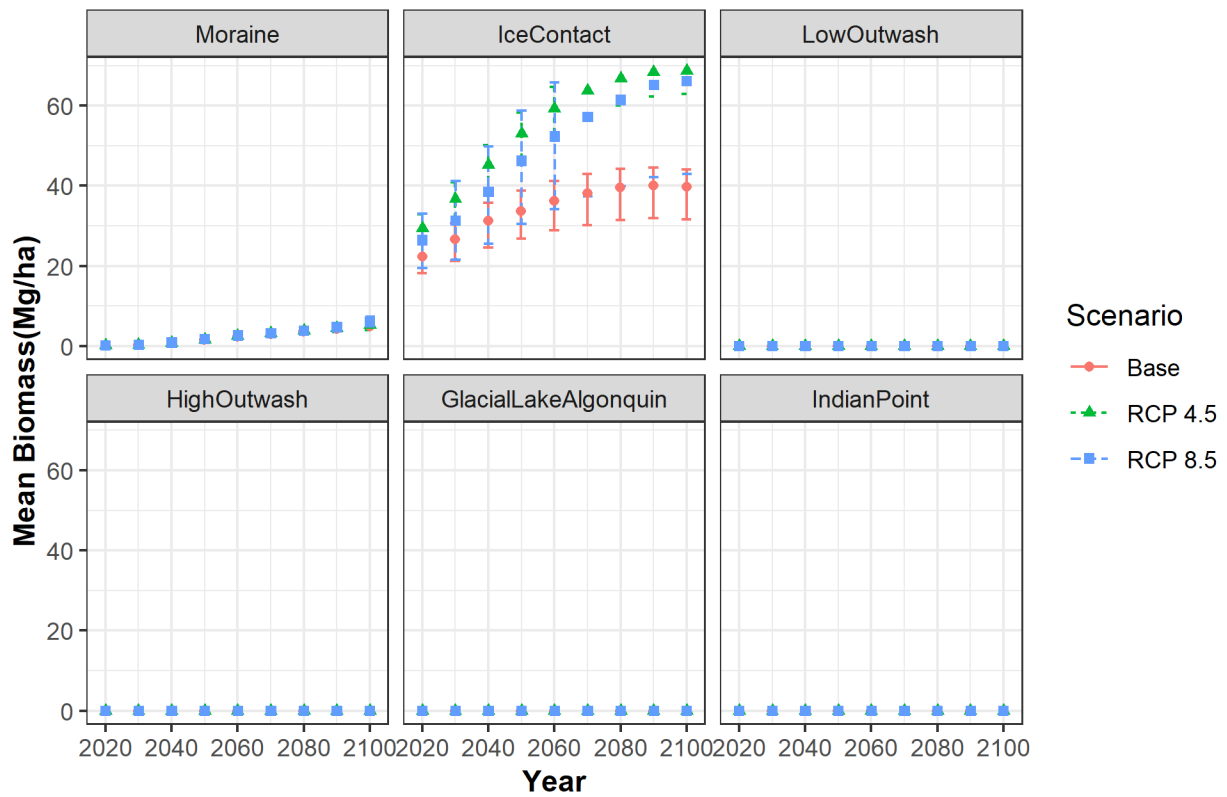 Moraine IceContact LowOutwash
60
40
20
0
HighOutwash GlacialLakeAlgonquin IndianPoint
60
40
20
0
2020 2040 2060 2080 2100 2020 2040 2060 2080 2100 2020 2040 2060 2080 2100
Year
Mean Biomass(Mg/ha)
Scenario
Base
RCP 4.5
RCP 8.5